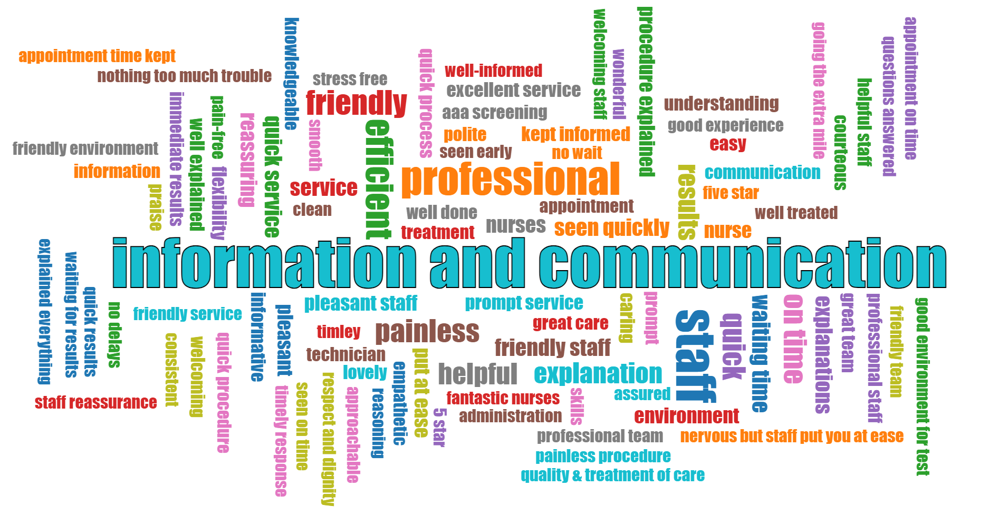 appointment time kept
nothing too much trouble
knowledgeable
stress free
friendly
quick process
well-informed
excellent service
aaa screening
welcoming staff
wonderful
procedure explained
understanding
good experience
easy
going the extra mile
courteous
helpful staff
questions answered
appointment on time
friendly environment
information
praise
immediate results
well explained
pain-free
flexibility
reassuring
quick service
smooth
service
clean
efficient
polite
kept informed
seen early
no wait
professional
well done
appointment
treatment
nurses
seen quickly
results
communication
five star
well treated
nurse
information and communication
explained everything
waiting for results
quick results
no delays
friendly service
staff reassurance
consistent
welcoming
quick procedure
informative
pleasant
pleasant staff
prompt service
timley
painless
great care
technician
friendly staff
caring
prompt
lovely
helpful
explanation
timely response
seen on time
respect and dignity
approachable
reasoning
empathetic
put at ease
5 star
fantastic nurses
administration
skills
assured
staff
quick
waiting time
on time
explanations
great team
professional staff
friendly team
good environment for test
environment
professional team
nervous but staff put you at ease
painless procedure
quality & treatment of care